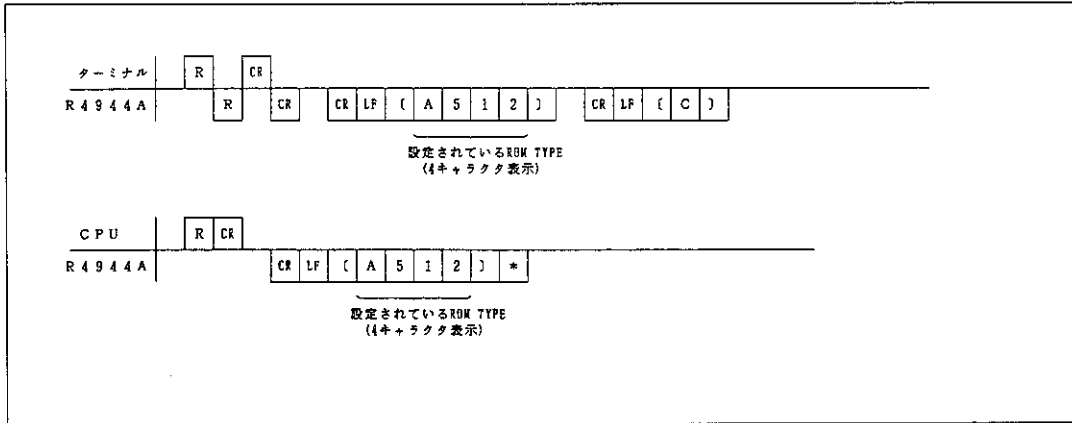 ターミナル R CR
R4944A R CR CR LF [ A 5 1 2 ] CR LF [ C ]
設定されているROM TYPE
(4キャラクタ表示)
CPU R CR
R4944A CR LF [ A 5 1 2 ] *
設定されているROM TYPE
(4キャラクタ表示)